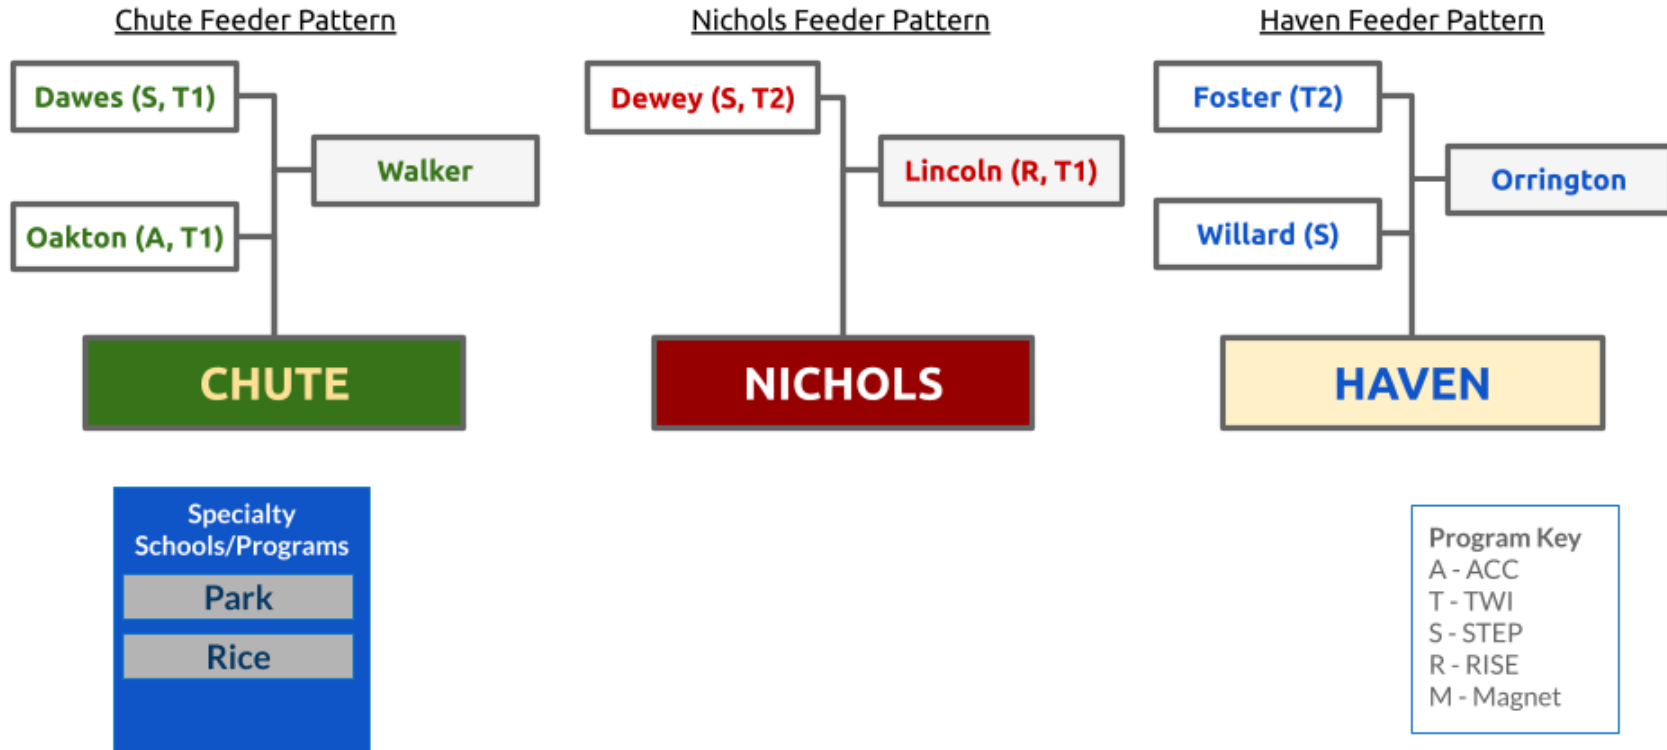 Chute Feeder Pattern
Dawes (S, T1)
Walker
Oakton (A, T1)
CHUTE
Nichols Feeder Pattern
Dewey (S, T2)
Lincoln (R, T1)
NICHOLS
Haven Feeder Pattern
Foster (T2)
Orrington
Willard (S)
HAVEN
Specialty
Schools/Programs
Park
Rice
Program Key
A - ACC
T - TWI
S - STEP
R - RISE
M - Magnet